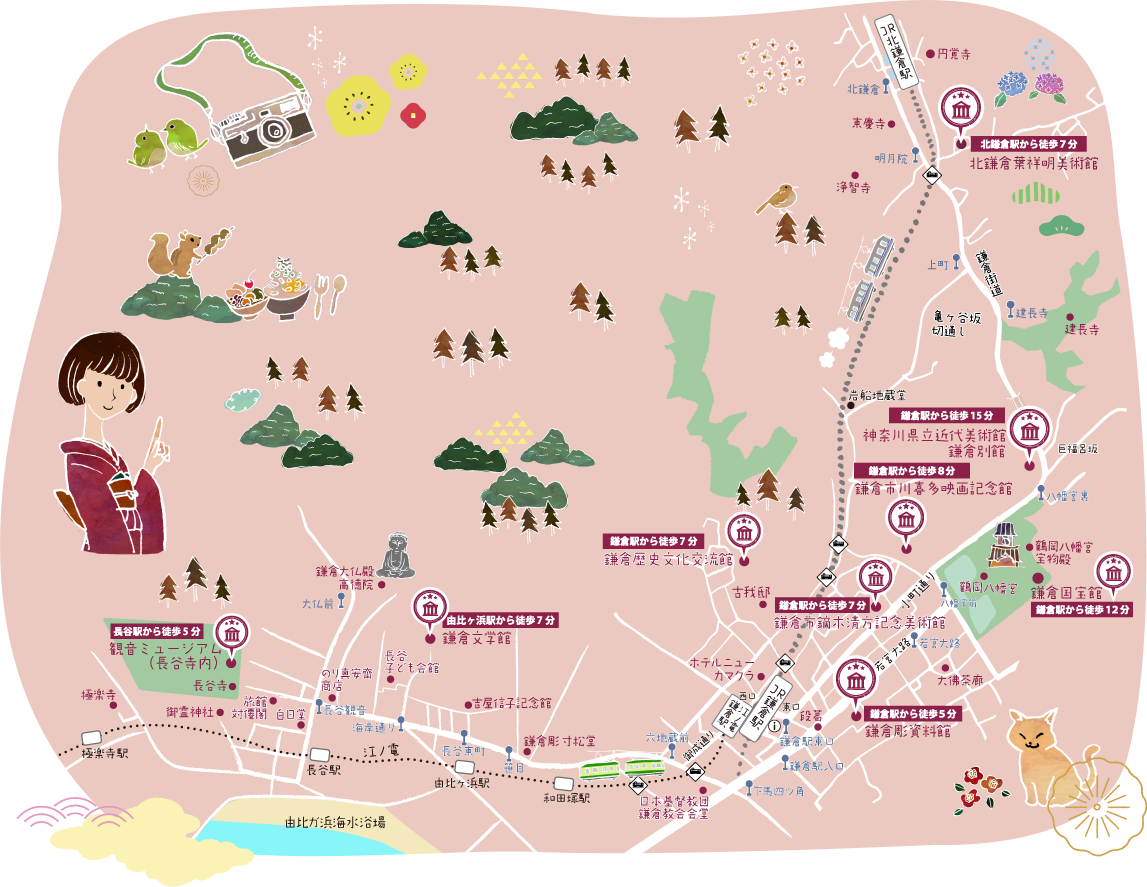 JR北鎌倉駅
円覚寺
北鎌倉
東慶寺
北鎌倉駅から徒歩7分
北鎌倉葉祥明美術館
明月院
浄智寺
上町
鎌倉街道
建長寺
建長寺
亀ヶ谷坂
切通し
岩船地蔵堂
鎌倉駅から徒歩15分
神奈川県立近代美術館
鎌倉別館
巨福呂坂
鎌倉駅から徒歩8分
鎌倉市川喜多映画記念館
八幡宮裏
鎌倉駅から徒歩7分
鎌倉歴史文化交流館
鶴岡八幡宮
宝物殿
鶴岡八幡宮
鎌倉国宝館
鎌倉駅から徒歩12分
古我邸
鎌倉駅から徒歩7分
鎌倉市鏑木清方記念美術館
小町通り
八幡宮前
若宮大路
若宮大路
鎌倉大仏殿
高徳院
大仏前
由比ヶ浜駅から徒歩7分
鎌倉文学館
長谷駅から徒歩5分
観音ミュージアム
(長谷寺内)
長谷寺
長谷
子ども会館
のり真安齋
商店
極楽寺
御霊神社
旅館
対僊閣
白日堂
長谷観音
海岸通り
吉屋信子記念館
ホテルニュー
カマクラ
大佛茶廊
西口
JR鎌倉駅
江ノ電
鎌倉駅
東口
段葛
鎌倉駅から徒歩5分
鎌倉彫資料館
鎌倉駅東口
極楽寺駅
長谷駅
江ノ電
長谷東町
笹目
鎌倉彫寸松堂
六地蔵前
御成通り
鎌倉駅入口
由比ヶ浜駅
和田塚駅
日本基督教団
鎌倉教会会堂
下馬四ツ角
由比ガ浜海水浴場